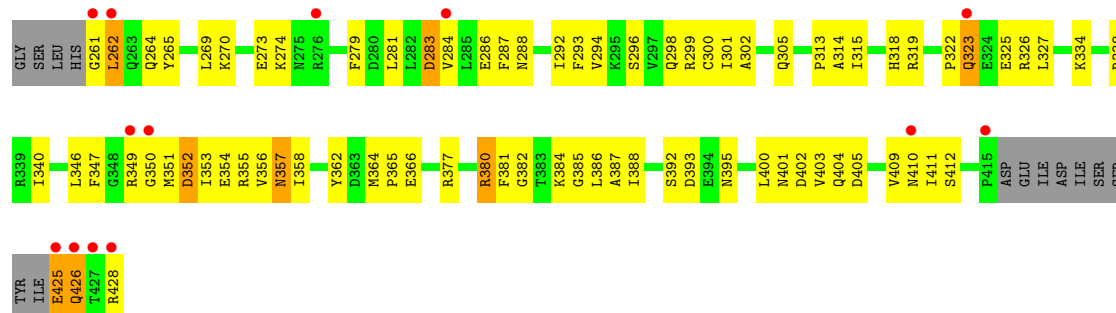 GLY SER LEU HIS G261 L262 Q263 Q264 Y265 L269 K270 E273 K274 N275 R276 F279 D280 L281 L282 D283 V284 L285 E286 F287 N288 I292 F293 V294 K295 S296 V297 Q298 R299 C300 I301 A302 Q305 P313 A314 I315 H318 R319 P322 Q323 E324 E325 R326 L327 K334
R339 I340 L346 F347 G348 R349 G350 M351 D352 I353 E354 R355 V356 N357 I358 Y362 D363 M364 P365 E366 R377 R380 F381 G382 T383 K384 G385 L386 A387 I388 S392 D393 E394 N395 L400 N401 D402 V403 Q404 D405 V409 N410 I411 S412 P415 ASP GLU ILE ASP ILE SER
TYR ILE E425 Q426 T427 R428